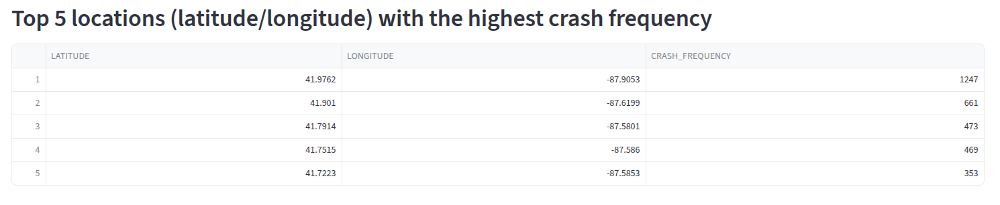 Top 5 locations (latitude/longitude) with the highest crash frequency
LATITUDE LONGITUDE CRASH_FREQUENCY
1 41.9762 -87.9053 1247
2 41.901 -87.6199 661
3 41.7914 -87.5801 473
4 41.7515 -87.586 469
5 41.7223 -87.5853 353